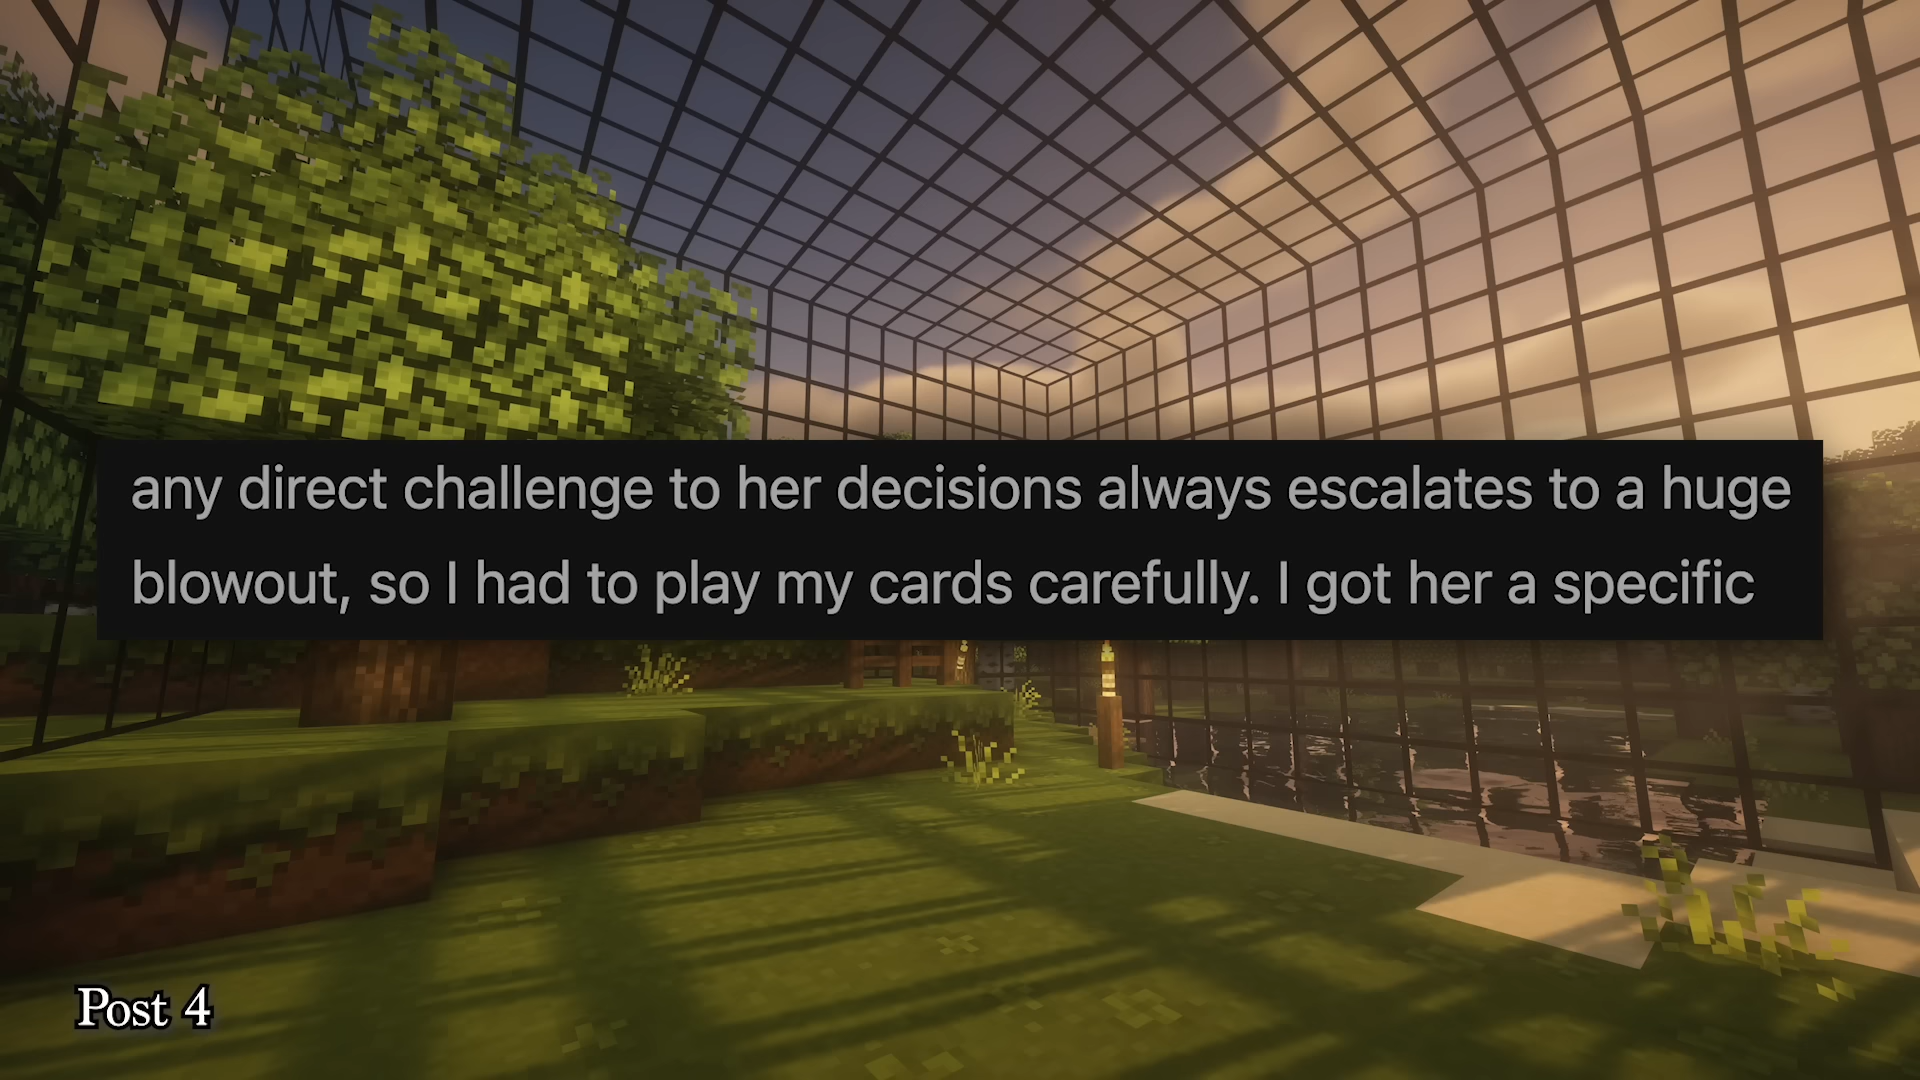 any direct challenge to her decisions always escalates to a huge
blowout, so I had to play my cards carefully. I got her a specific
Post 4